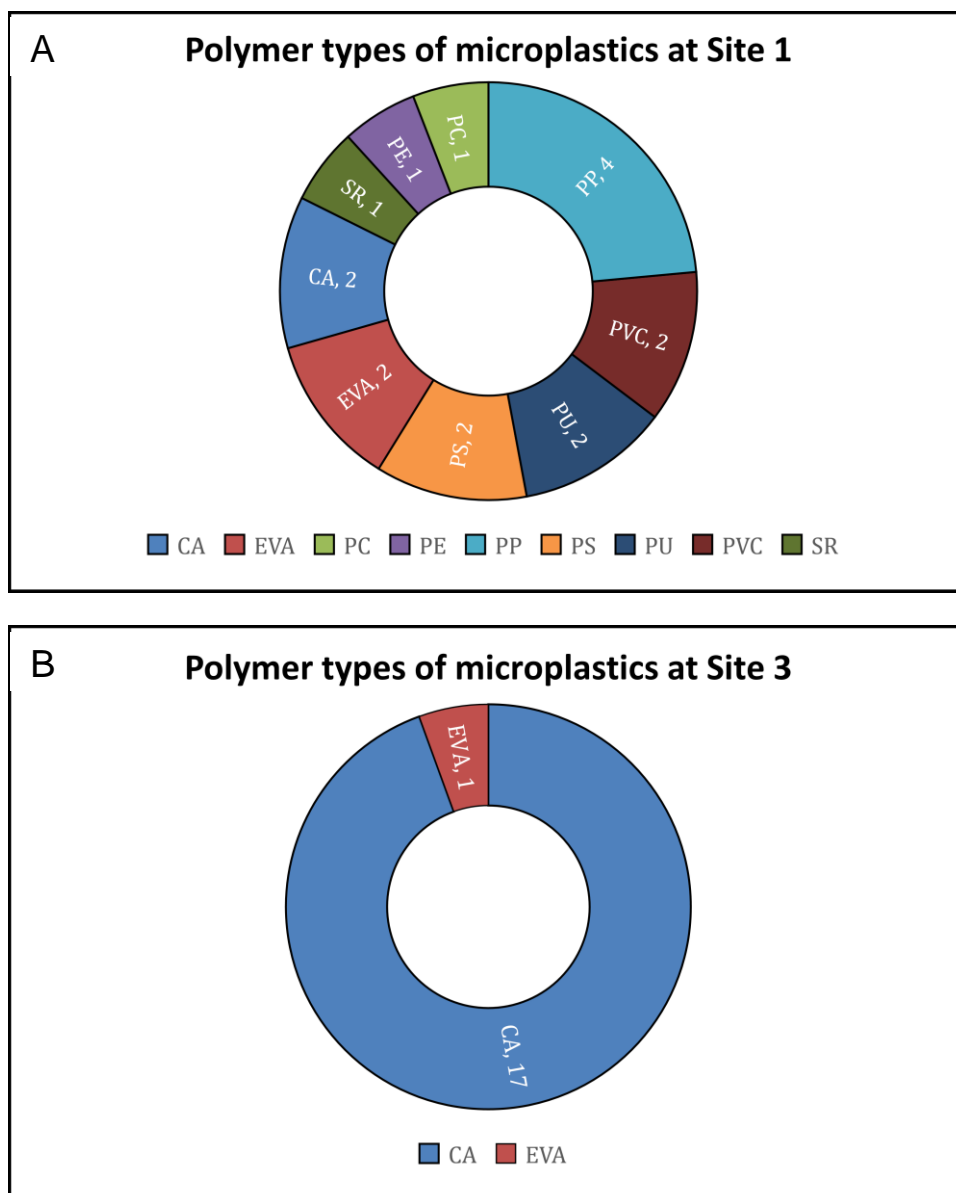 A
Polymer types of microplastics at Site 1
PC, 1
PP, 4
PE, 1
SR, 1
CA, 2
PVC, 2
EVA, 2
PU, 2
PS, 2
CA EVA PC PE PP PS PU PVC SR
B
Polymer types of microplastics at Site 3
EVA, 1
CA, 17
CA EVA